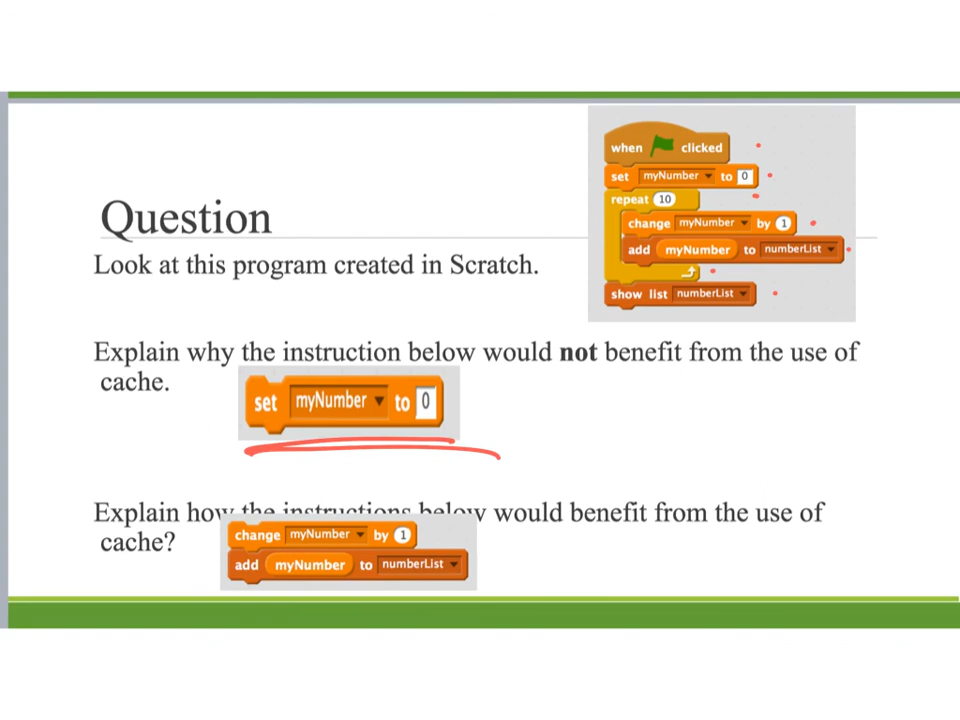 when clicked
set myNumber to 0
repeat 10
change myNumber by 1
add myNumber to numberList
show list numberList
Question
Look at this program created in Scratch.
Explain why the instruction below would not benefit from the use of
cache.
set myNumber to 0
Explain how the instructions below would benefit from the use of
cache?
change myNumber by 1
add myNumber to numberList